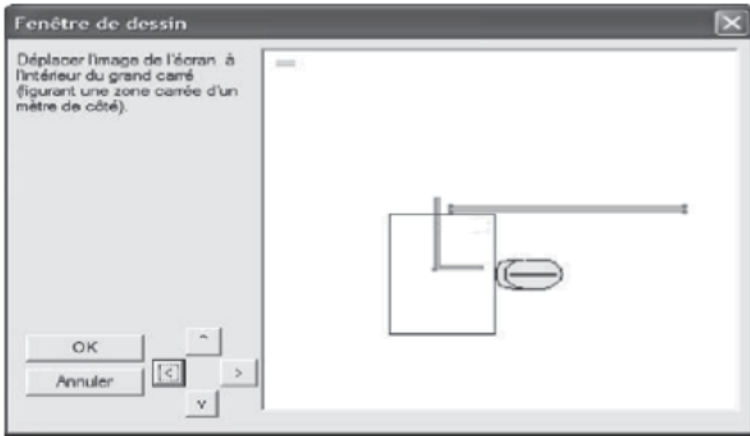 Fenêtre de dessin
Déplacer l'image de l'écran à
l'intérieur du grand carré
(figurant une zone carrée d'un
mètre de côté).
OK
^
<
>
Annuler
v